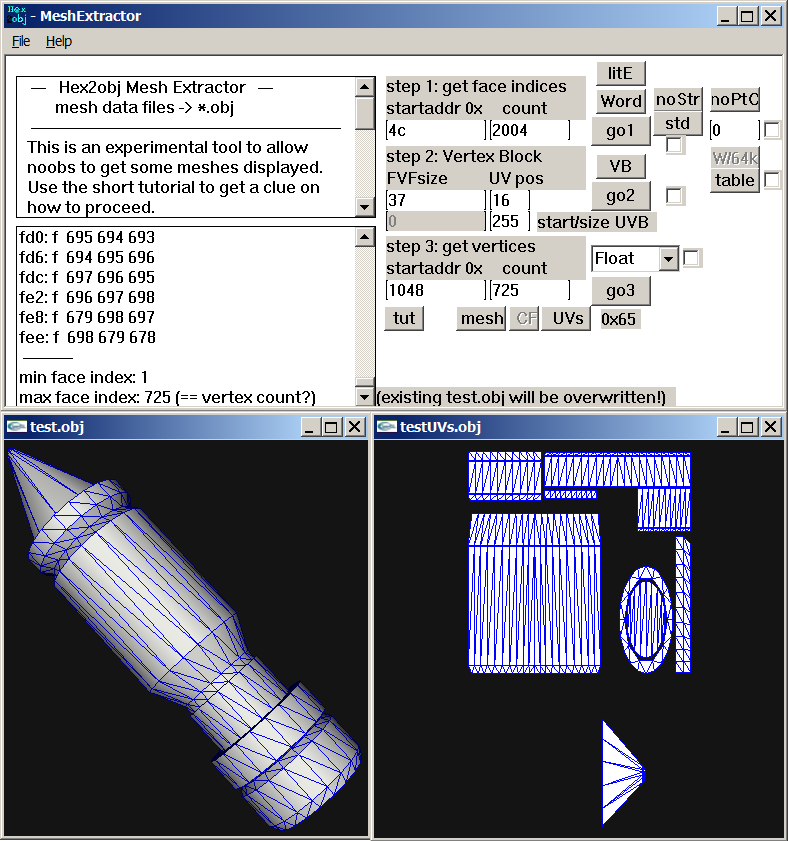 Hex obj - MeshExtractor
File Help
— Hex2obj Mesh Extractor —
mesh data files -> *.obj
This is an experimental tool to allow
noobs to get some meshes displayed.
Use the short tutorial to get a clue on
how to proceed.
fd0: f 695 694 693
fd6: f 694 695 696
fdc: f 697 696 695
fe2: f 696 697 698
fe8: f 679 698 697
fee: f 698 679 678
min face index: 1
max face index: 725 (== vertex count?)
step 1: get face indices
startaddr 0x count
4c 2004
litE
Word
go1
noStr
std
noPtC
0
step 2: Vertex Block
FVFsize UV pos
37 16
0 255 start/size UVB
VB
go2
W/64k
table
step 3: get vertices
startaddr 0x count
1048 725
Float
go3
tut mesh CF UVs 0x65
(existing test.obj will be overwritten!)
test.obj
testUVs.obj